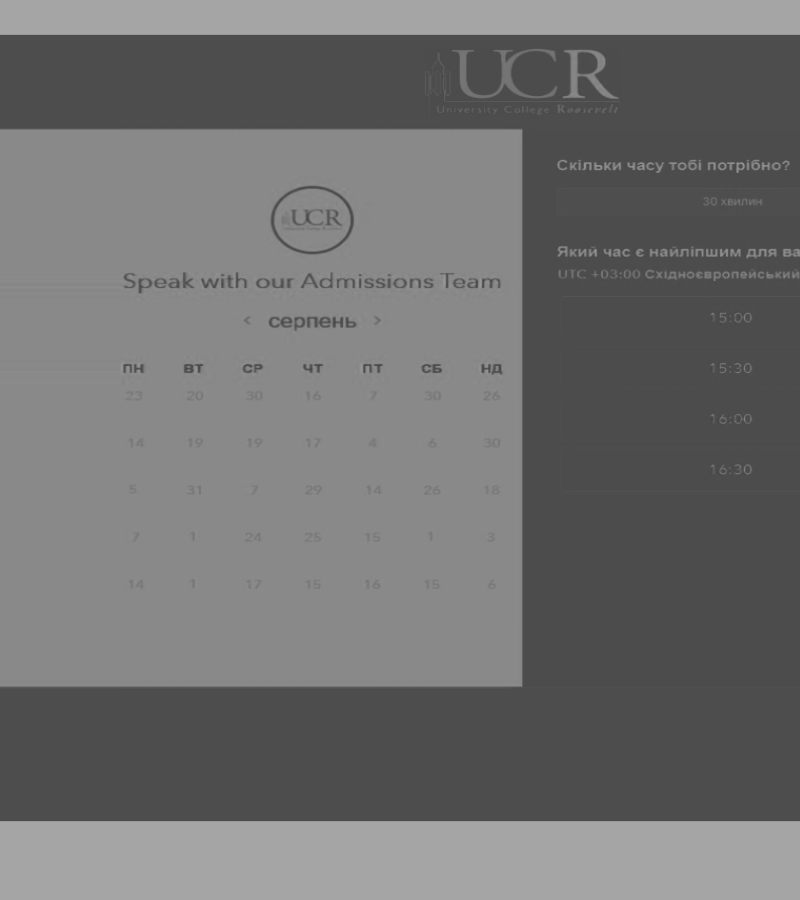 UCR
University College Roosevelt
UCR
Speak with our Admissions Team
< серпень >
ПН ВТ СР ЧТ ПТ СБ НД
23 20 30 16 7 30 26
14 19 19 17 4 6 30
5 31 7 29 14 26 18
7 1 24 25 15 1 3
14 1 17 15 16 15 6
Скільки часу тобі потрібно?
30 хвилин
Який час є найліпшим для
UTC +03:00 Східноєвропейський
15:00
15:30
16:00
16:30